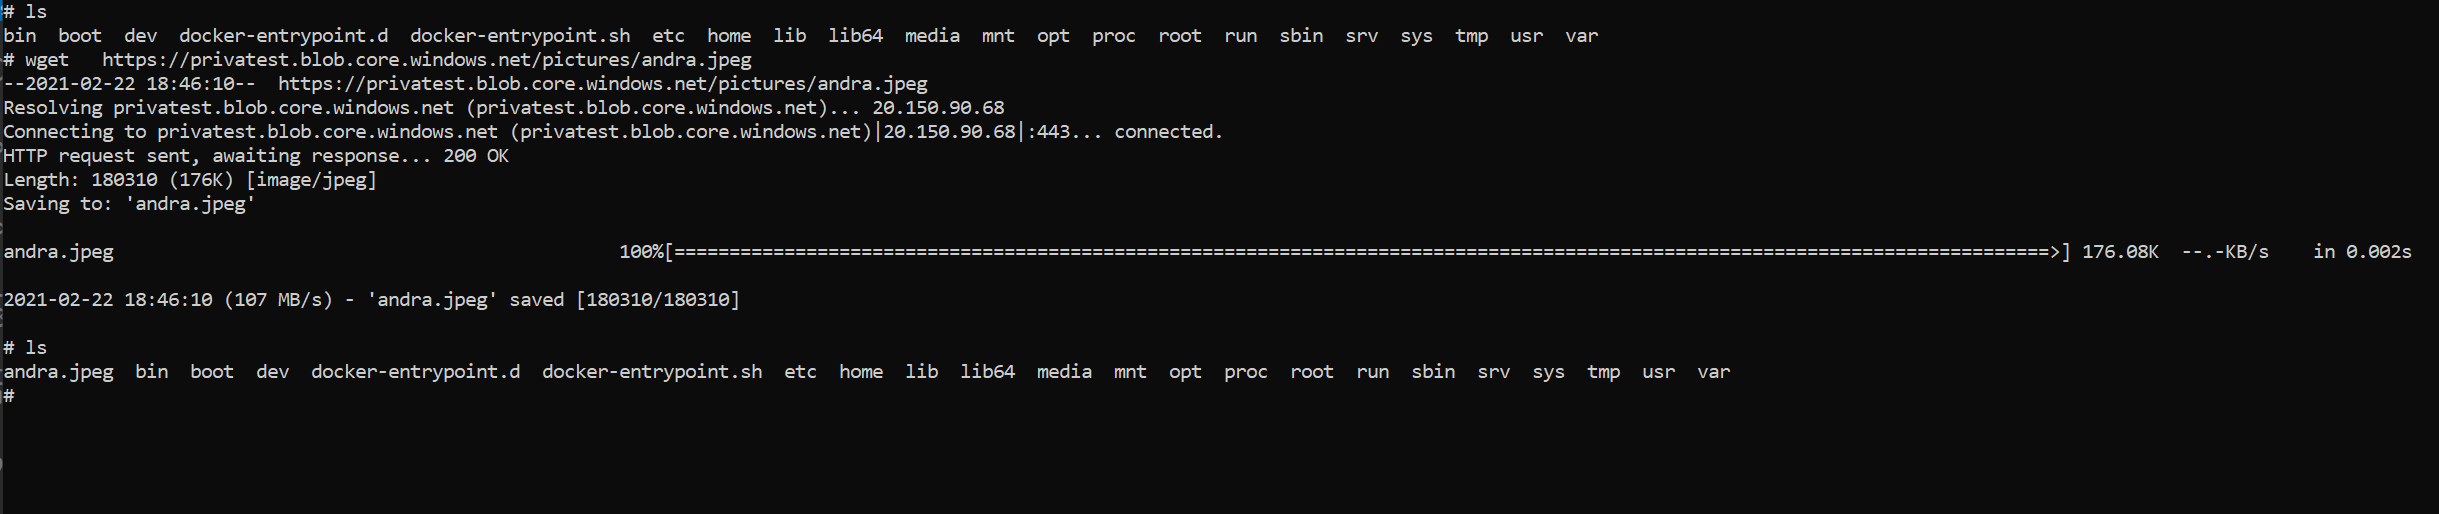 # ls
bin  boot  dev  docker-entrypoint.d  docker-entrypoint.sh  etc  home  lib  lib64  media  mnt  opt  proc  root  run  sbin  srv  sys  tmp  usr  var
# wget   https://privatest.blob.core.windows.net/pictures/andra.jpeg
--2021-02-22 18:46:10--  https://privatest.blob.core.windows.net/pictures/andra.jpeg
Resolving privatest.blob.core.windows.net (privatest.blob.core.windows.net)... 20.150.90.68
Connecting to privatest.blob.core.windows.net (privatest.blob.core.windows.net)|20.150.90.68|:443... connected.
HTTP request sent, awaiting response... 200 OK
Length: 180310 (176K) [image/jpeg]
Saving to: 'andra.jpeg'
andra.jpeg                                              100%[=============================================================================================================================>] 176.08K  --.-KB/s    in 0.002s
2021-02-22 18:46:10 (107 MB/s) - 'andra.jpeg' saved [180310/180310]
# ls
andra.jpeg  bin  boot  dev  docker-entrypoint.d  docker-entrypoint.sh  etc  home  lib  lib64  media  mnt  opt  proc  root  run  sbin  srv  sys  tmp  usr  var
#